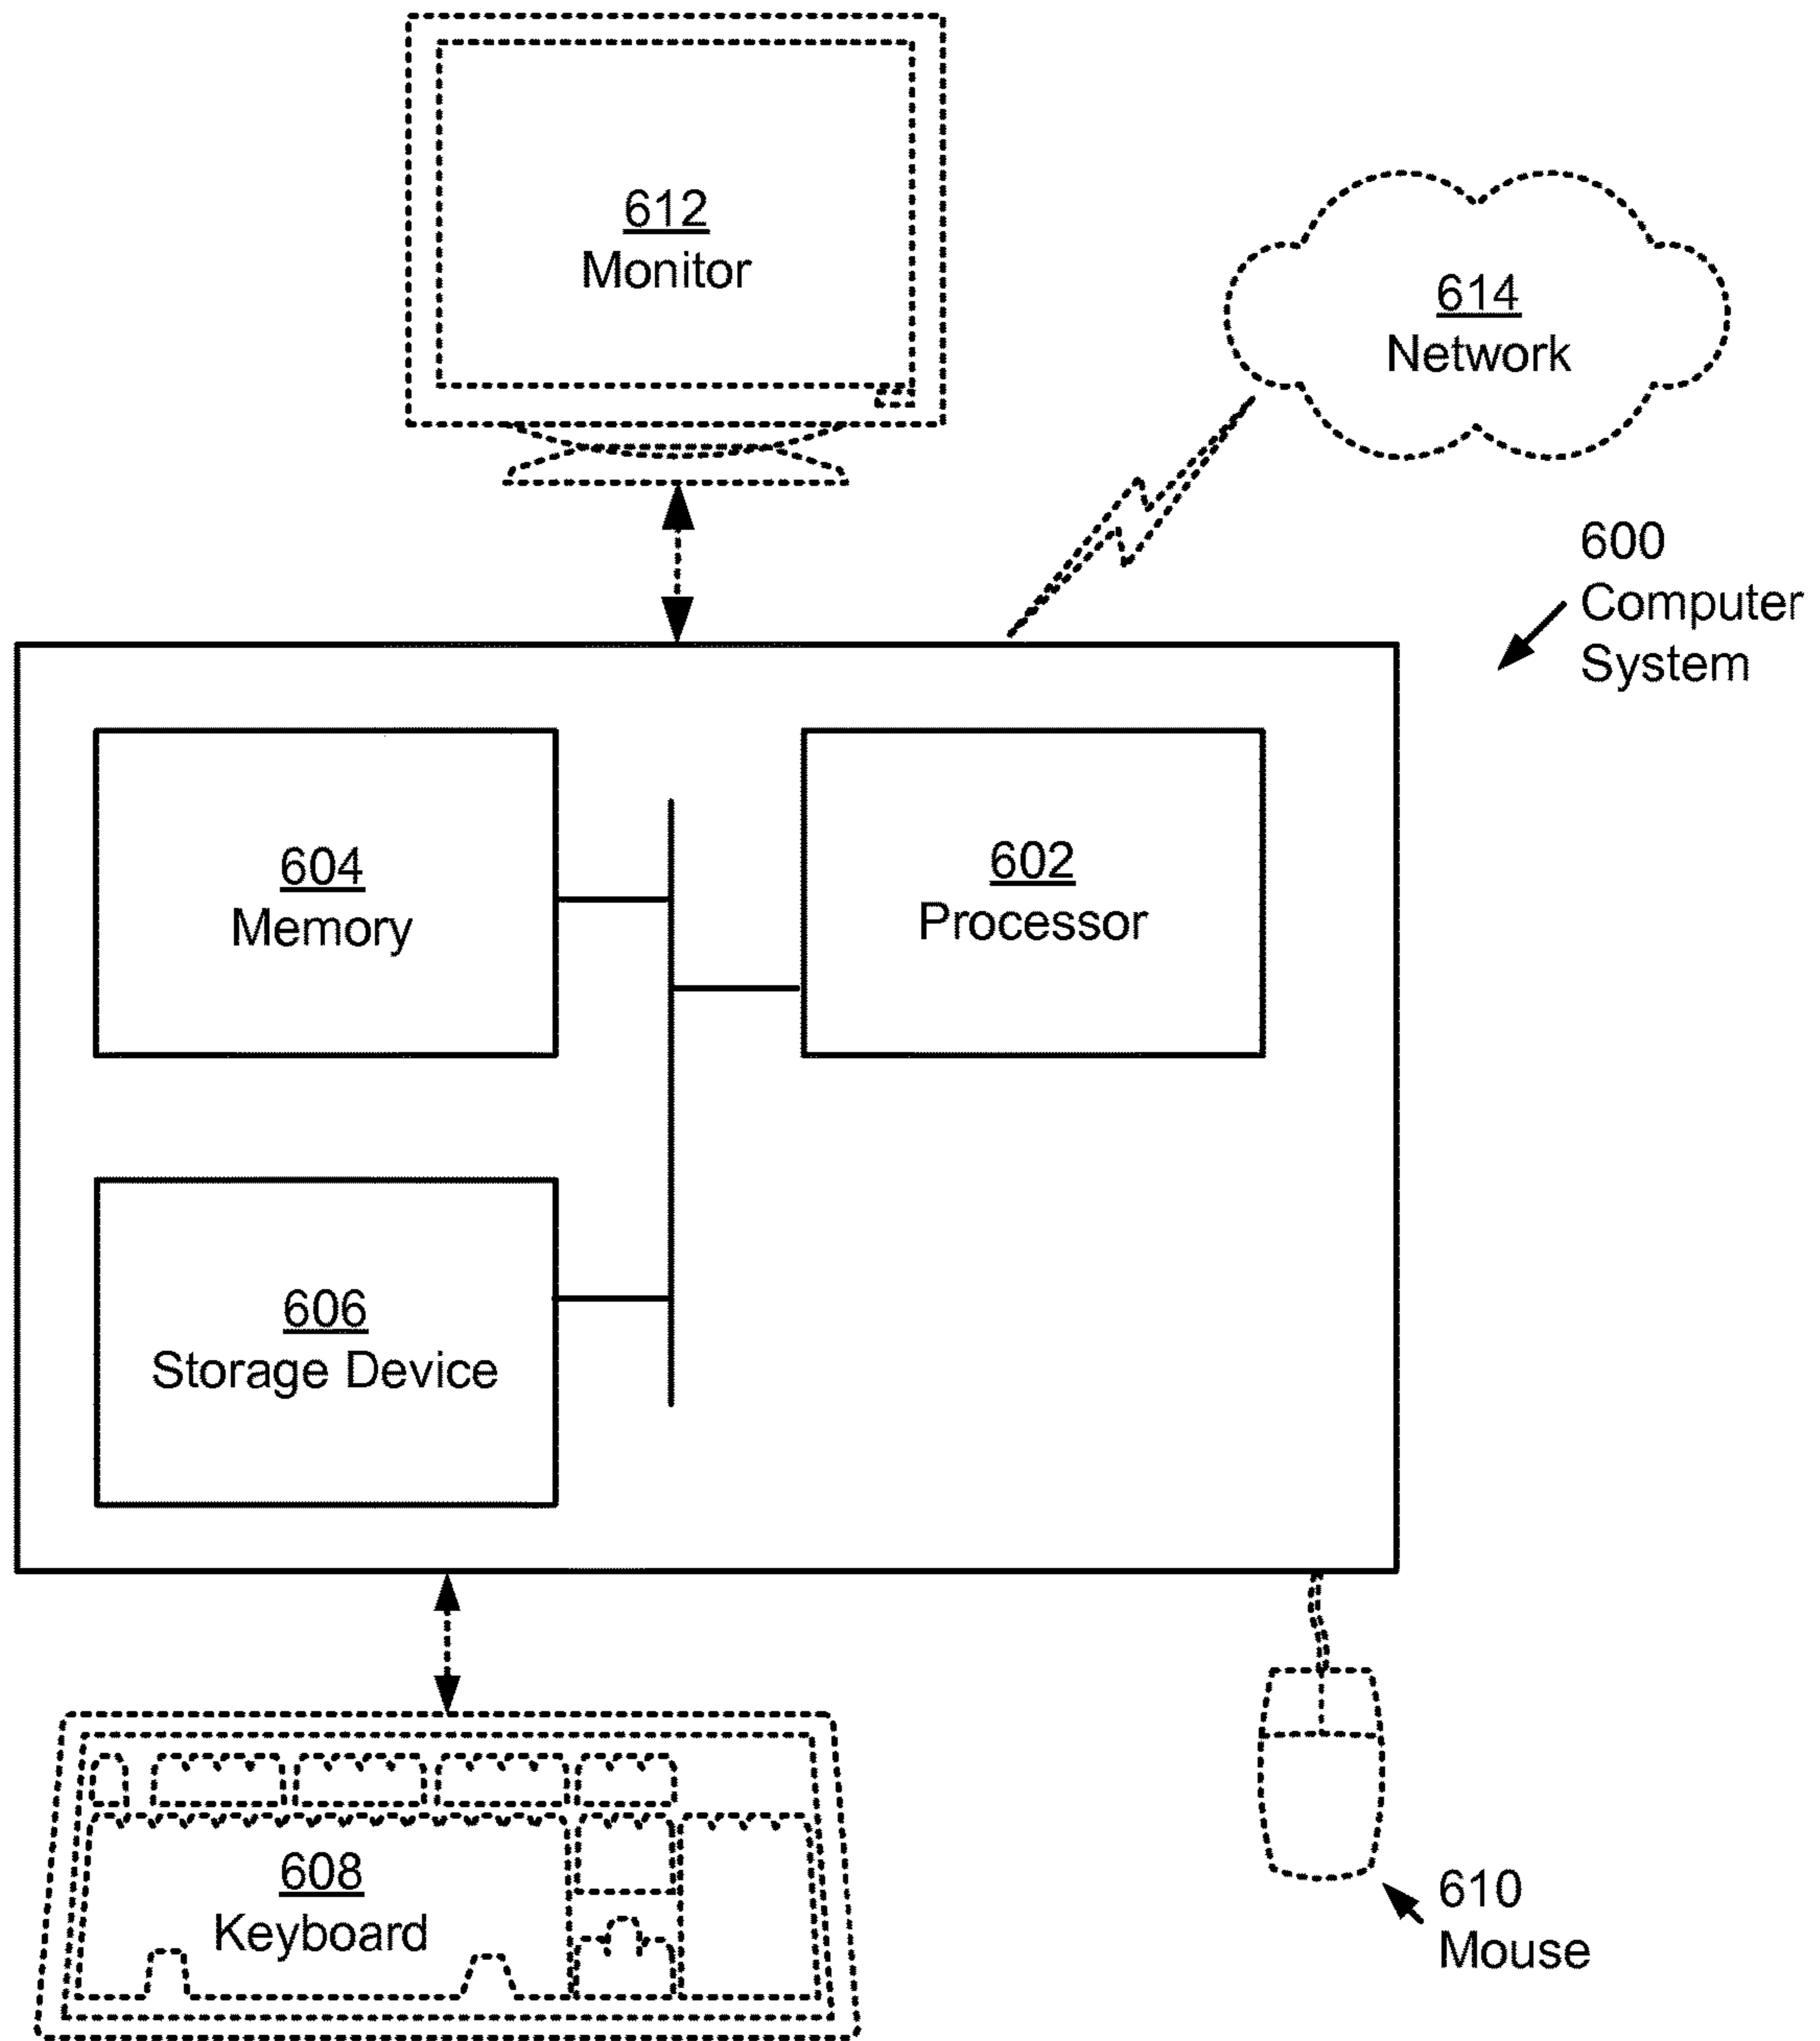 612
Monitor
614
Network
600
Computer
System
604
Memory
602
Processor
606
Storage Device
608
Keyboard
610
Mouse